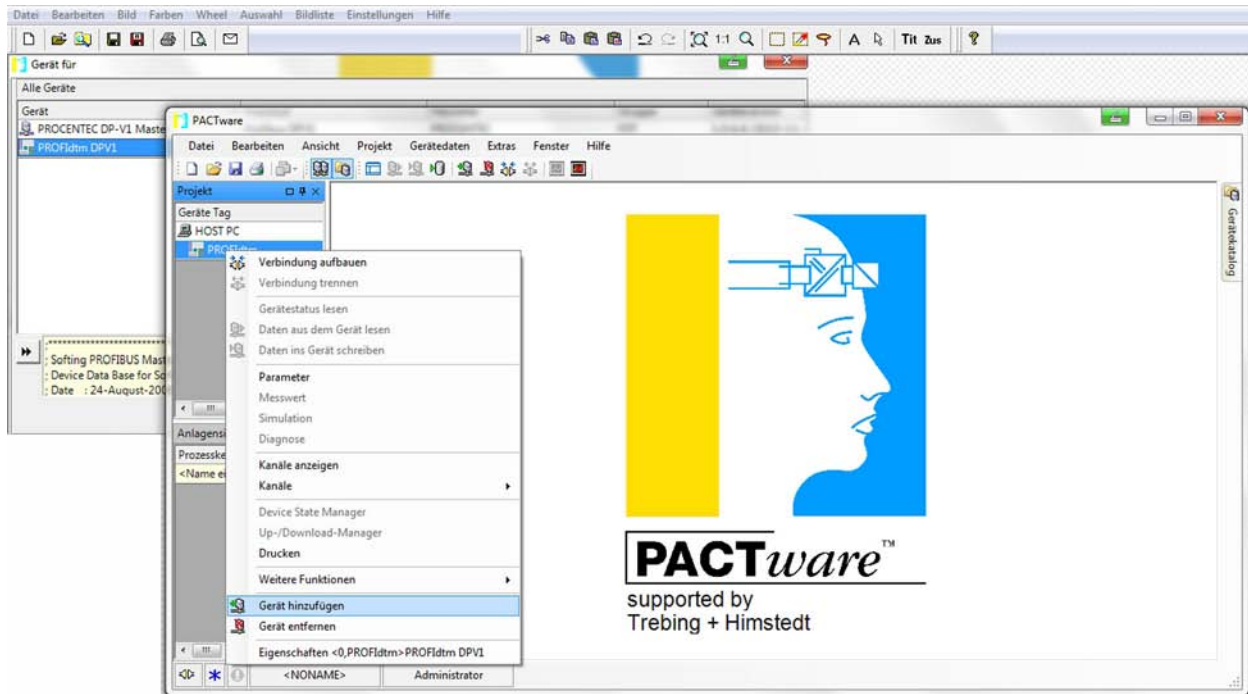 Datei Bearbeiten Bild Farben Wheel Auswahl Bildliste Einstellungen Hilfe
1:1 A Tit Zus
Gerät für
Alle Geräte
Gerät
PROCENTEC DP-V1 Maste
PROFIdtm DPV1
; Softing PROFIBUS Mast
; Device Data Base for So
; Date : 24-August-200
PACTware
Datei Bearbeiten Ansicht Projekt Gerätedaten Extras Fenster Hilfe
Projekt
Geräte Tag
HOST PC
PROFIdtm
Verbindung aufbauen
Verbindung trennen
Gerätestatus lesen
Daten aus dem Gerät lesen
Daten ins Gerät schreiben
Parameter
Messwert
Simulation
Diagnose
Kanäle anzeigen
Kanäle
Device State Manager
Up-/Download-Manager
Drucken
Weitere Funktionen
Gerät hinzufügen
Gerät entfernen
Eigenschaften <0,PROFIdtm>PROFIdtm DPV1
Anlagensi
Prozesske
<Name ei
Gerätekatalog
PACTware™
supported by
Trebing + Himstedt
<NONAME> Administrator